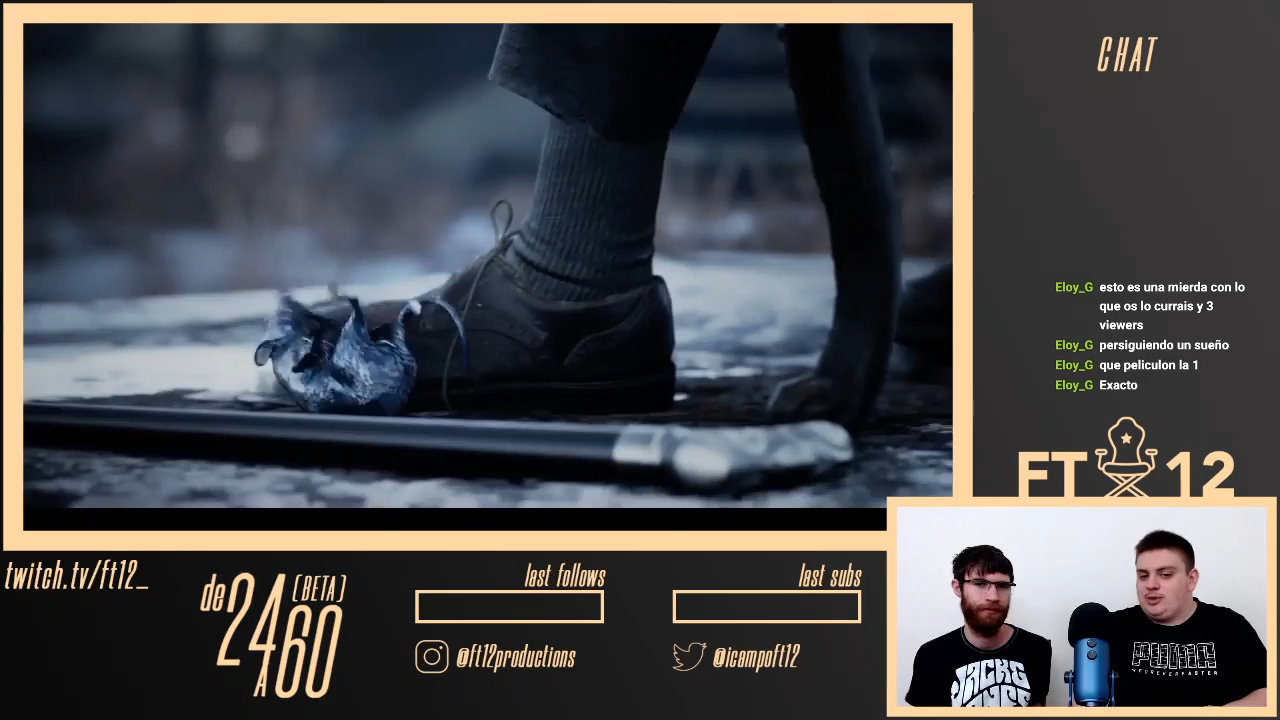 CHAT
Eloy_G esto es una mierda con lo
que os lo currais y 3
viewers
Eloy_G persiguiendo un sueño
Eloy_G que peliculon la 1
Eloy_G Exacto
FT 12
twitch.tv/ft12_
de 24 (BETA)
A 60
last follows
last subs
@ft12productions
@icampoft12
PUMA
FOREVERFASTER